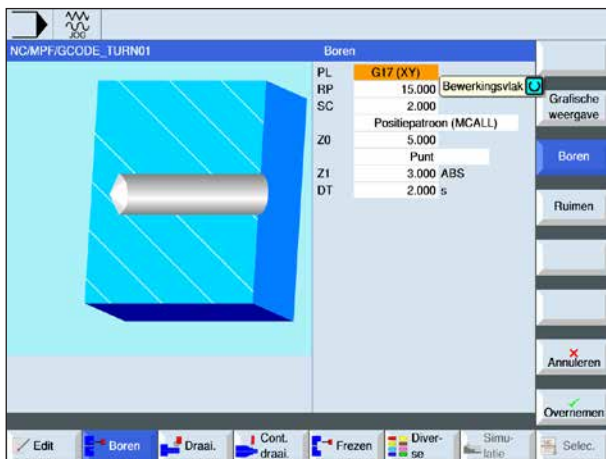 JOG
NC/MPF/GCODE_TURN01
Boren
PL G17 (XY)
Bewerkingsvlak
RP 15.000
SC 2.000
Positiepatroon (MCALL)
Z0 5.000
Punt
Z1 3.000 ABS
DT 2.000 s
Grafische
weergave
Boren
Ruimen
Annuleren
Overnemen
Edit
Boren
Draai.
Cont.
draai.
Frezen
Diver-
se
Simu-
latie
Selec.